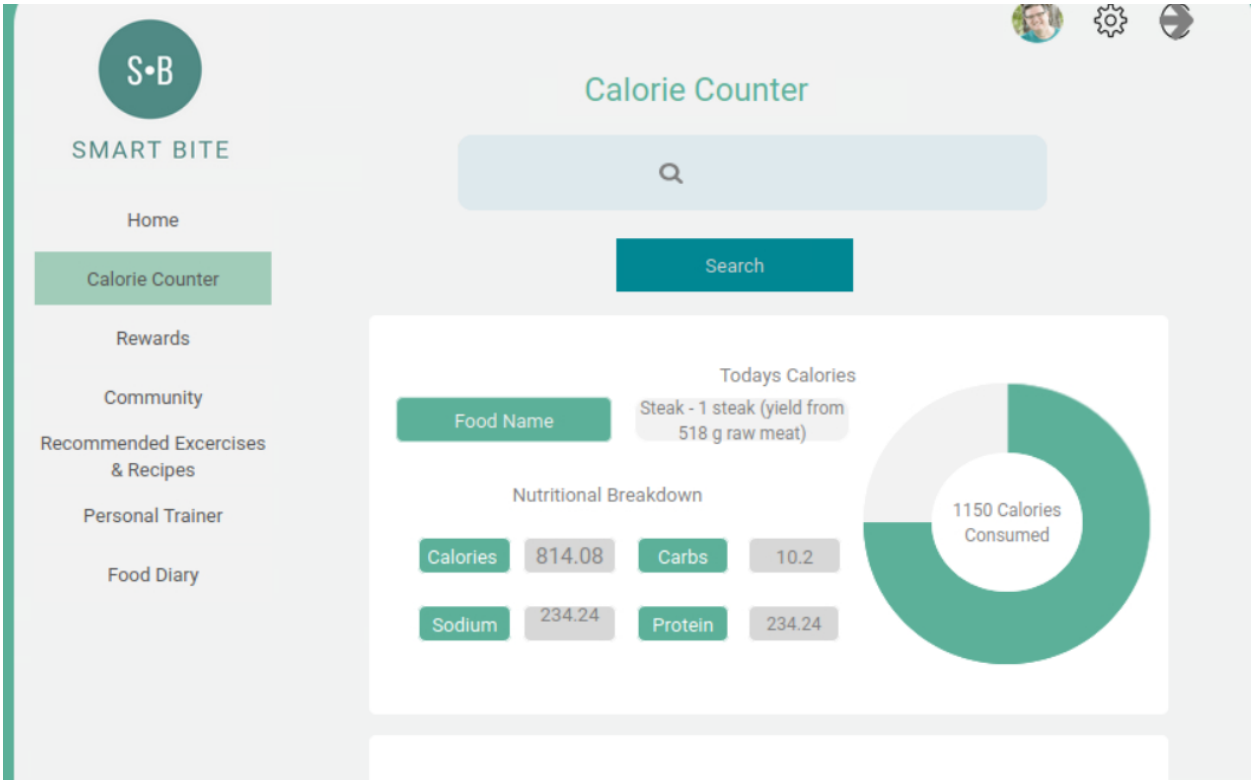 S•B
SMART BITE
Home
Calorie Counter
Rewards
Community
Recommended Excercises
& Recipes
Personal Trainer
Food Diary
Calorie Counter
Search
Todays Calories
Food Name
Steak - 1 steak (yield from
518 g raw meat)
Nutritional Breakdown
Calories 814.08 Carbs 10.2
Sodium 234.24 Protein 234.24
1150 Calories
Consumed